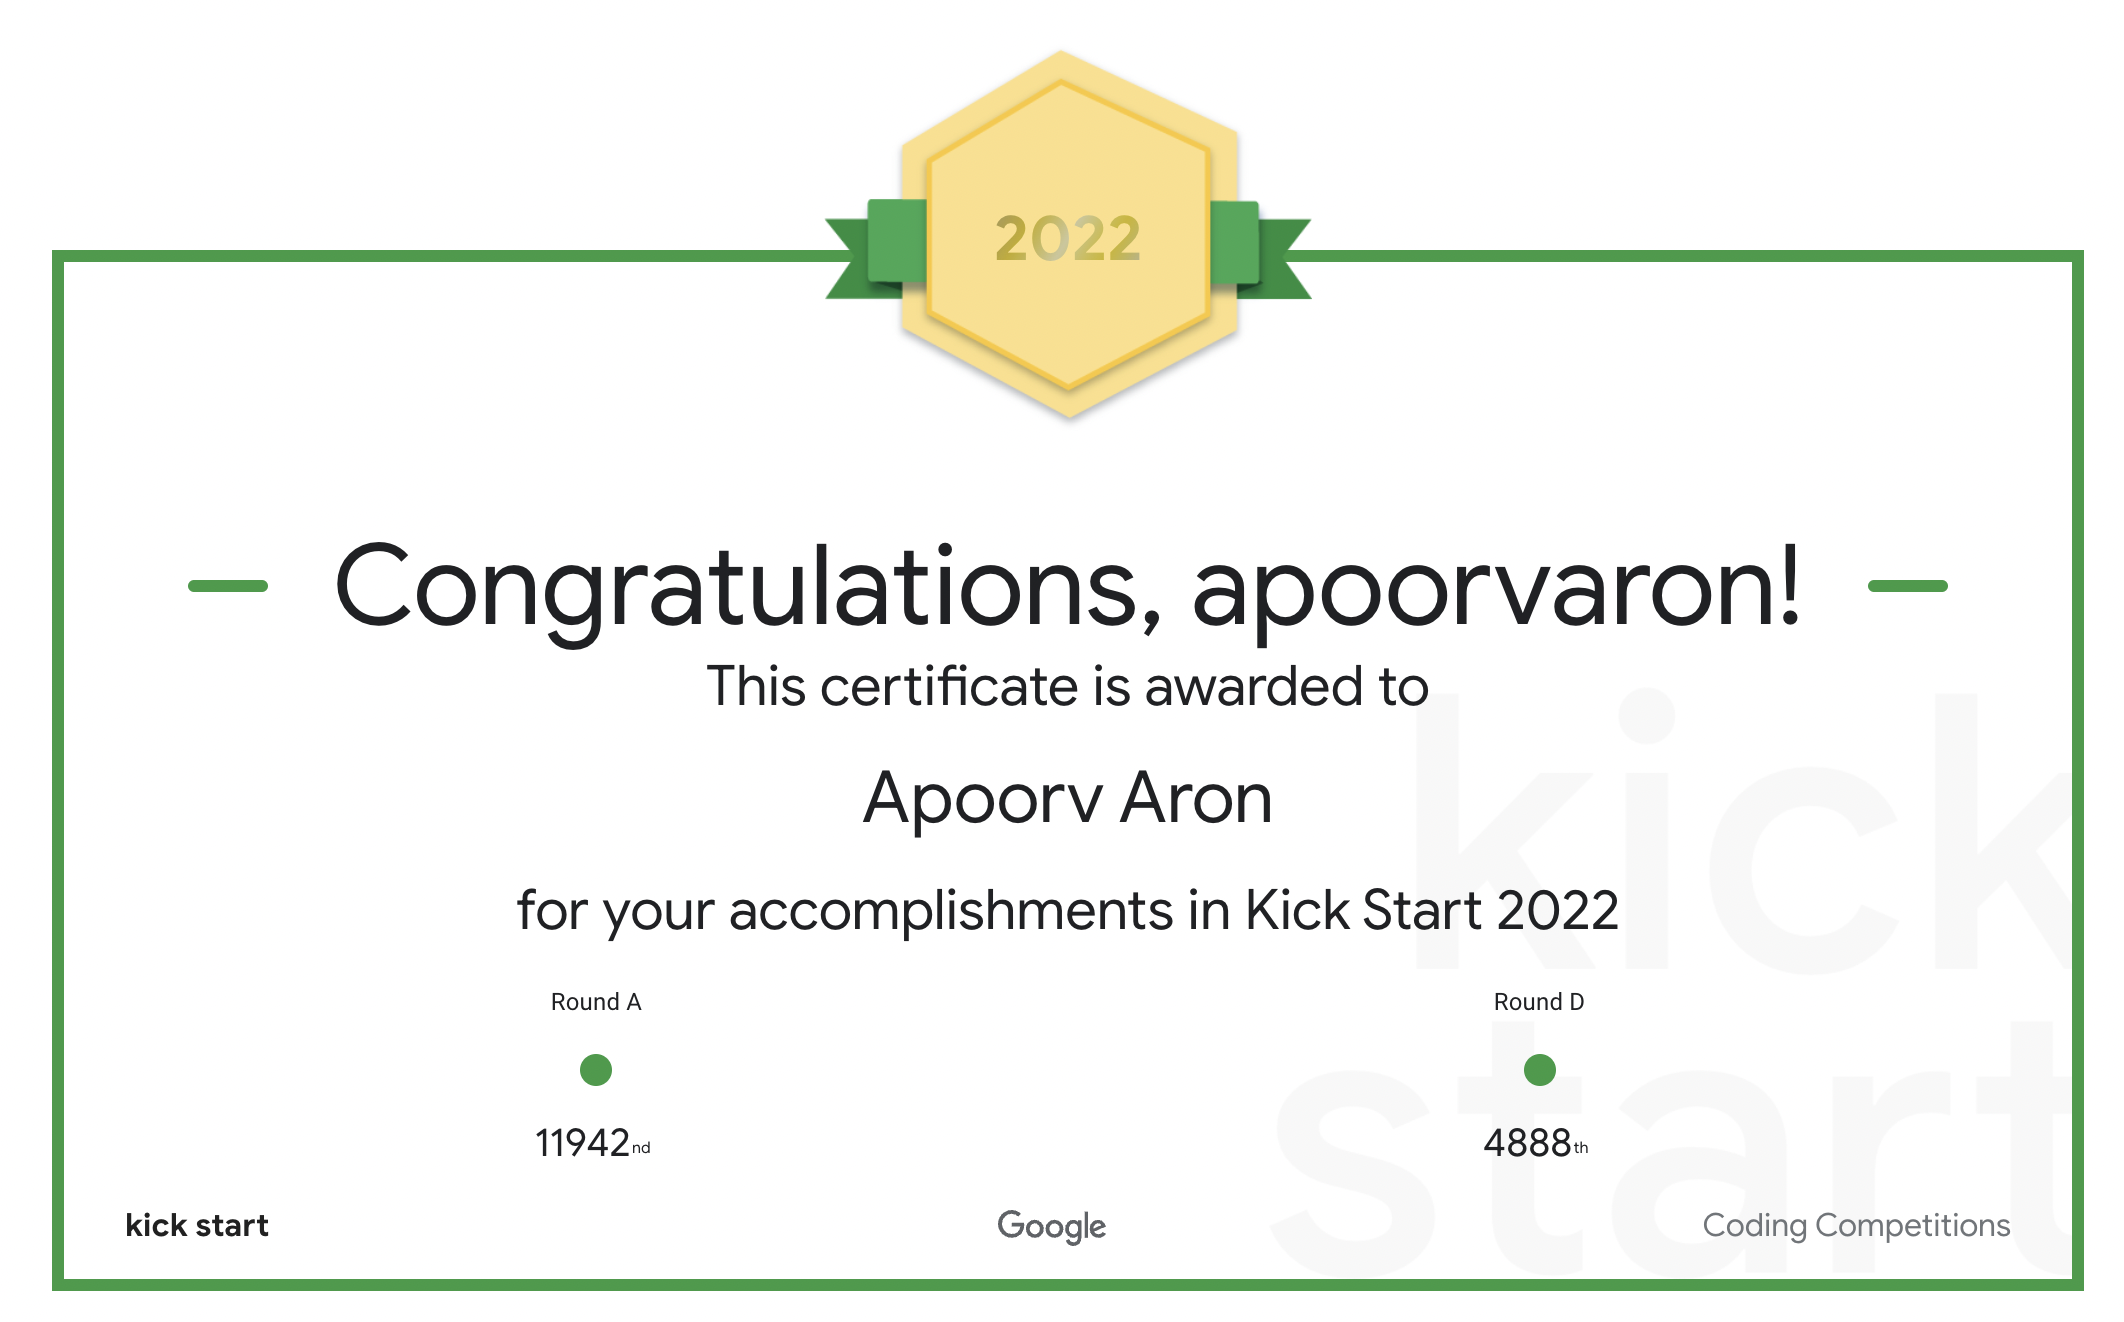 2022
Congratulations, apoorvaron!
This certificate is awarded to
Apoorv Aron
for your accomplishments in Kick Start 2022
Round A Round D
11942nd 4888th
kick start Google Coding Competitions
kick
start